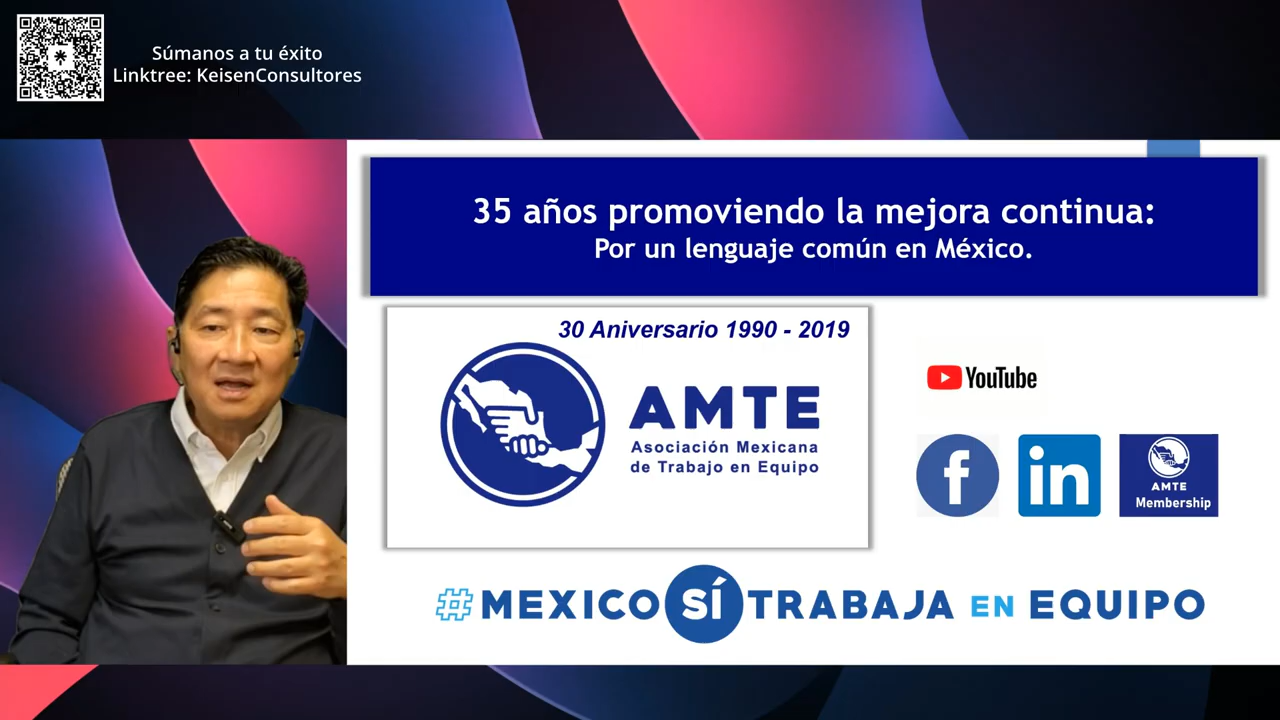 Súmanos a tu éxito
Linktree: KeisenConsultores
35 años promoviendo la mejora continua:
Por un lenguaje común en México.
30 Aniversario 1990 - 2019
AMTE
Asociación Mexicana
de Trabajo en Equipo
YouTube
f
in
AMTE
Membership
#MEXICO SÍ TRABAJA EN EQUIPO